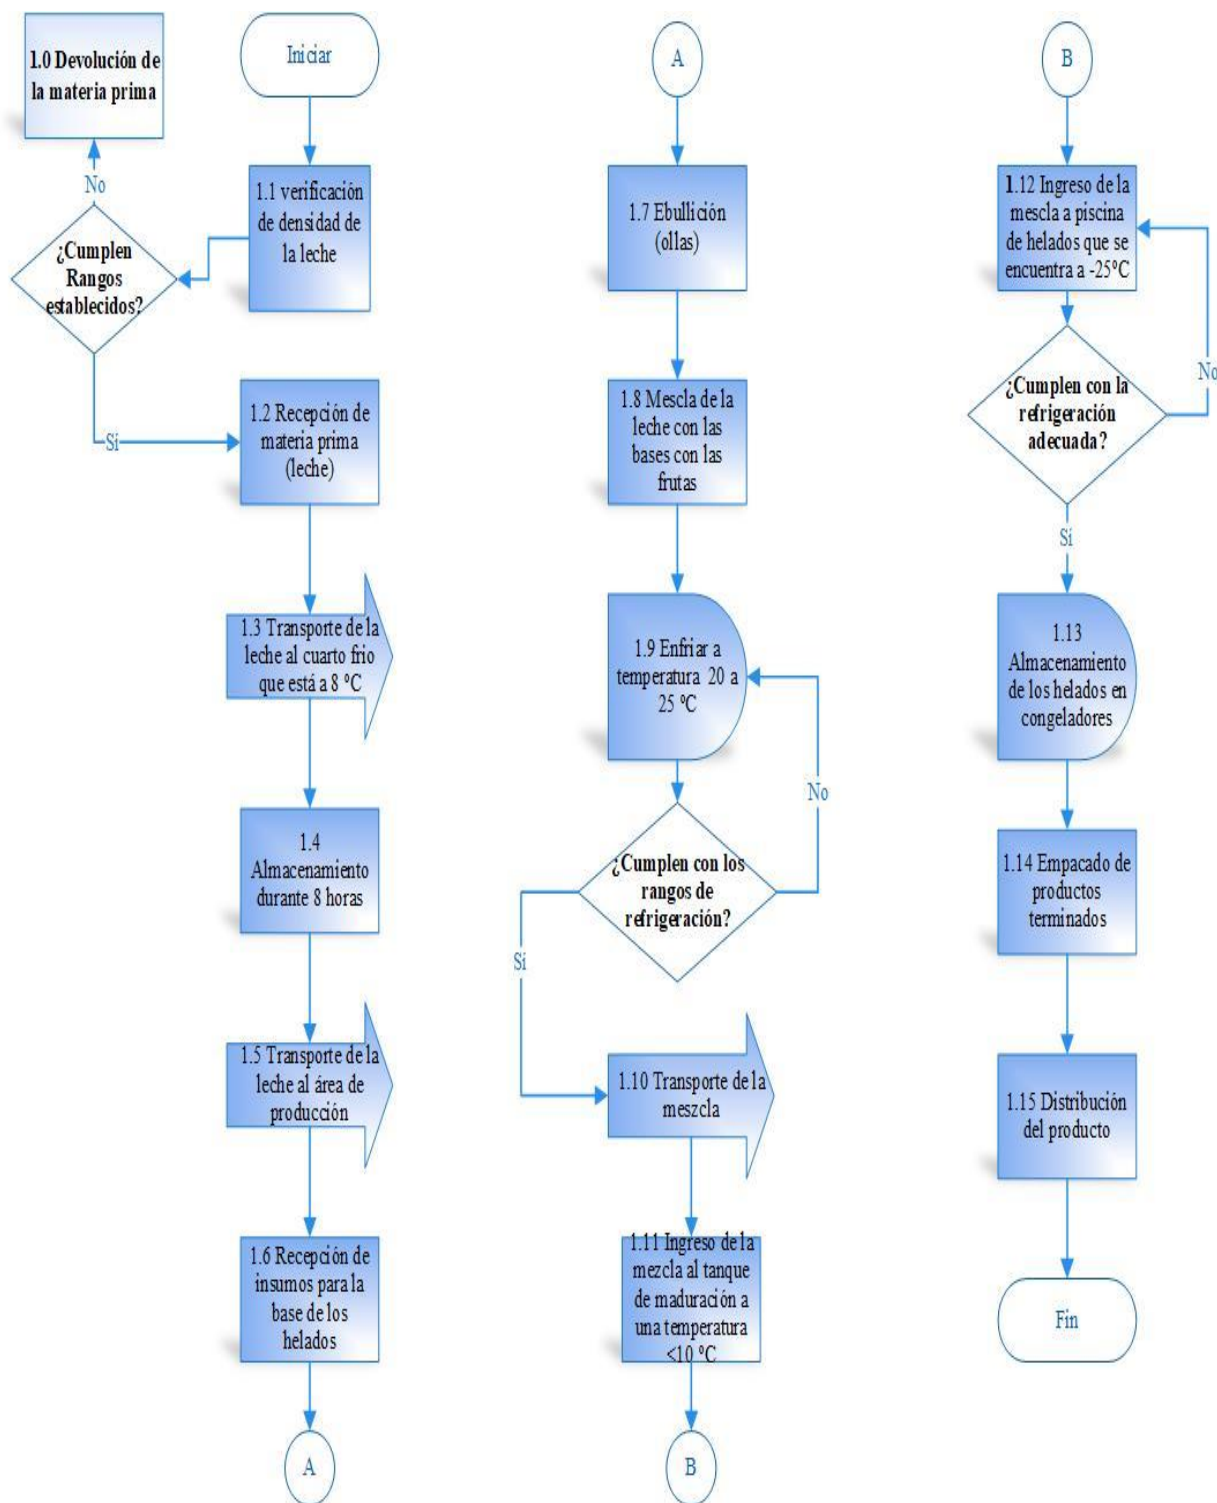 1.0 Devolución de
la materia prima
Iniciar
No
1.1 verificación
de densidad de
la leche
¿Cumplen
Rangos
establecidos?
Sí
1.2 Recepción de
materia prima
(leche)
1.3 Transporte de la
leche al cuarto frio
que está a 8 °C
1.4
Almacenamiento
durante 8 horas
1.5 Transporte de la
leche al área de
producción
1.6 Recepción de
insumos para la
base de los
helados
A
A
1.7 Ebullición
(ollas)
1.8 Mescla de la
leche con las
bases con las
frutas
1.9 Enfriar a
temperatura 20 a
25 °C
No
¿Cumplen con los
rangos de
refrigeración?
Sí
1.10 Transporte de la
meszcla
1.11 Ingreso de la
mezcla al tanque
de maduración a
una temperatura
<10 °C
B
B
1.12 Ingreso de la
mescla a piscina
de helados que se
encuentra a -25°C
No
¿Cumplen con la
refrigeración
adecuada?
Sí
1.13
Almacenamiento
de los helados en
congeladores
1.14 Empacado de
productos
terminados
1.15 Distribución
del producto
Fin